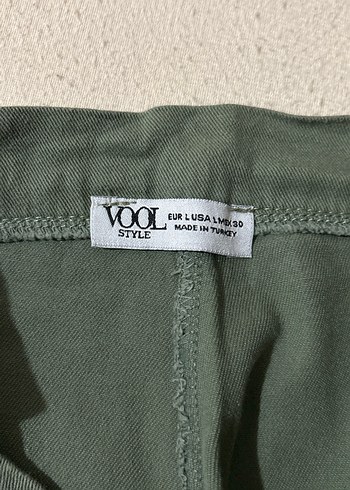 VOOL
STYLE
EUR L USA L MEX 30
MADE IN TURKEY